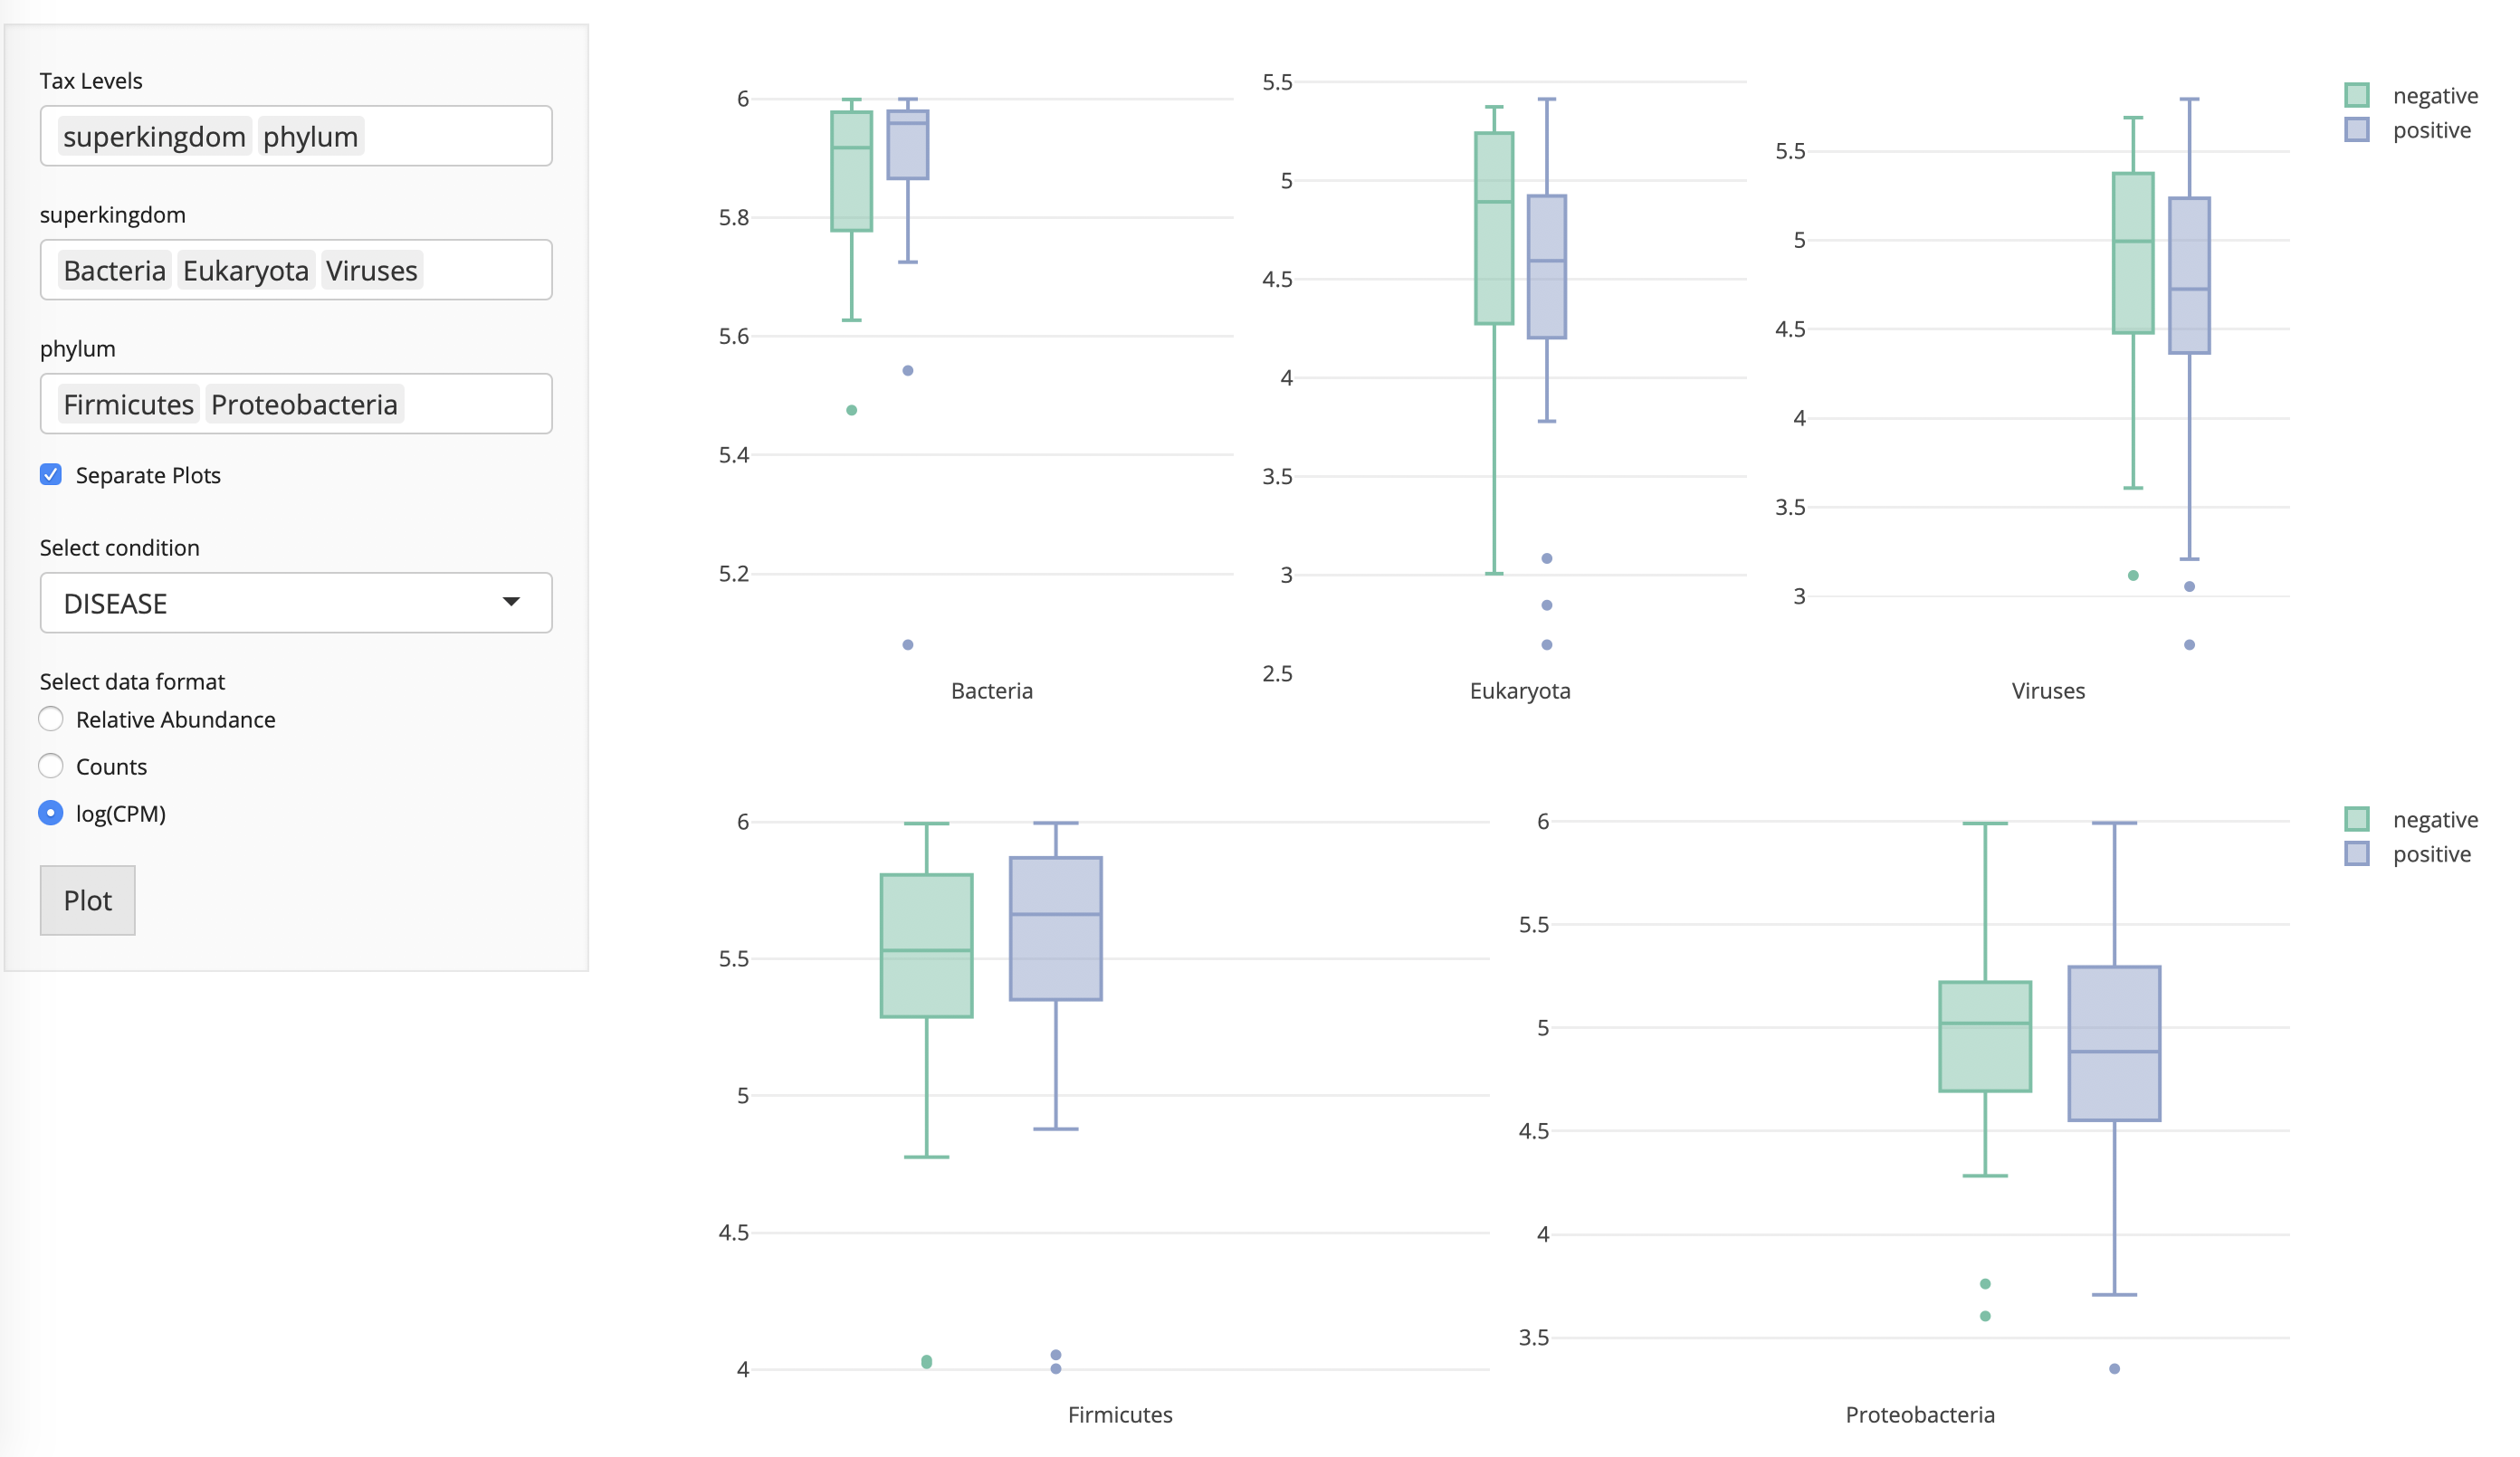 Tax Levels
superkingdom phylum
superkingdom
Bacteria Eukaryota Viruses
phylum
Firmicutes Proteobacteria
Separate Plots
Select condition
DISEASE
Select data format
Relative Abundance
Counts
log(CPM)
Plot
6
5.8
5.6
5.4
5.2
Bacteria
5.5
5
4.5
4
3.5
3
2.5
Eukaryota
5.5
5
4.5
4
3.5
3
Viruses
negative
positive
6
5.5
5
4.5
4
Firmicutes
6
5.5
5
4.5
4
3.5
Proteobacteria
negative
positive